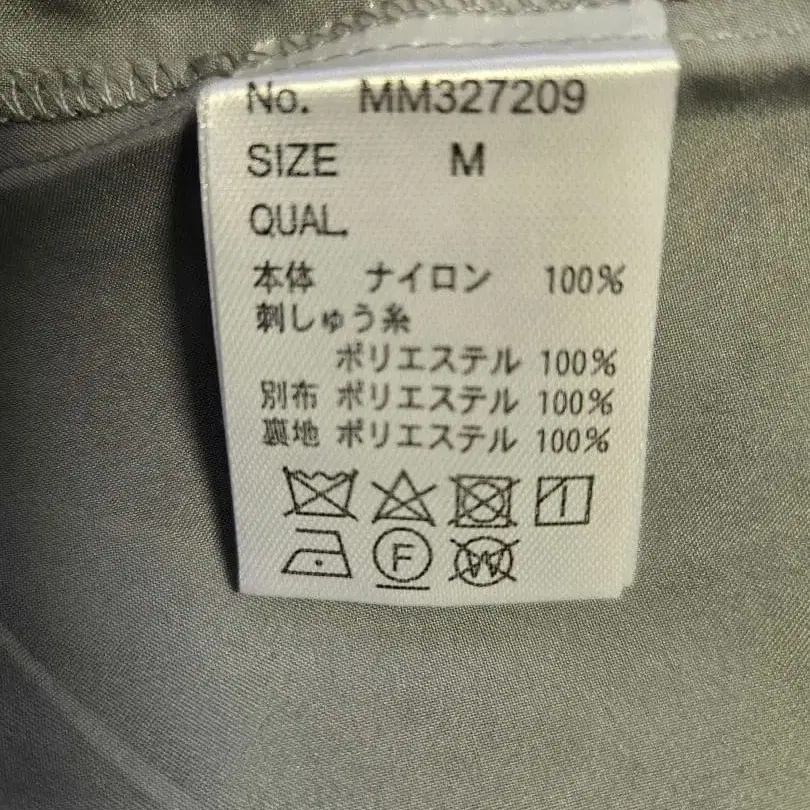 No. MM327209
SIZE M
QUAL.
本体 ナイロン 100%
刺しゅう糸
ポリエステル 100%
別布 ポリエステル 100%
裏地 ポリエステル 100%
F
W